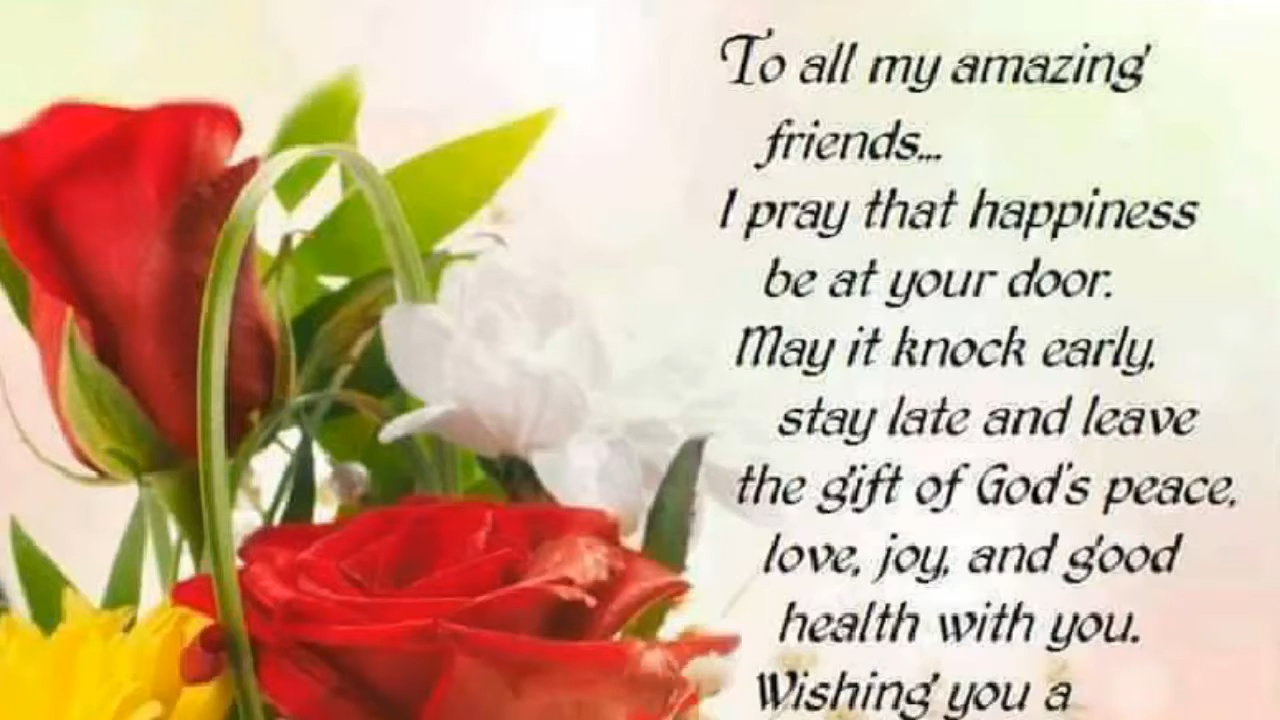 To all my amazing
friends...
I pray that happiness
be at your door.
May it knock early,
stay late and leave
the gift of God's peace,
love, joy, and good
health with you.
Wishing you a